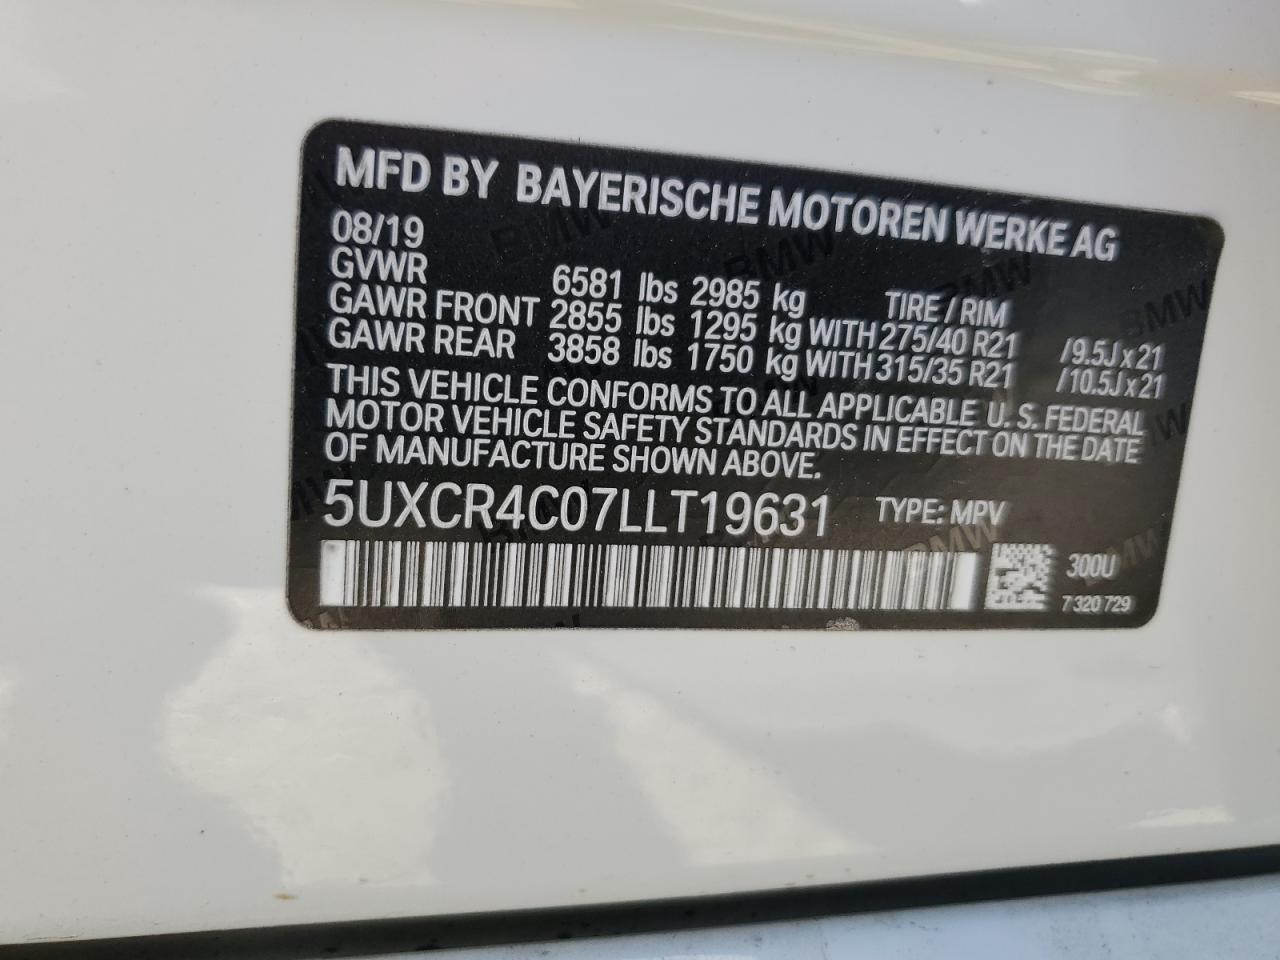 MFD BY BAYERISCHE MOTOREN WERKE AG
08/19
GVWR 6581 lbs 2985 kg TIRE / RIM
GAWR FRONT 2855 lbs 1295 kg WITH 275/40 R21 /9.5J x 21
GAWR REAR 3858 lbs 1750 kg WITH 315/35 R21 /10.5J x 21
THIS VEHICLE CONFORMS TO ALL APPLICABLE U. S. FEDERAL
MOTOR VEHICLE SAFETY STANDARDS IN EFFECT ON THE DATE
OF MANUFACTURE SHOWN ABOVE.
5UXCR4C07LLT19631 TYPE: MPV
300U
7 320 729